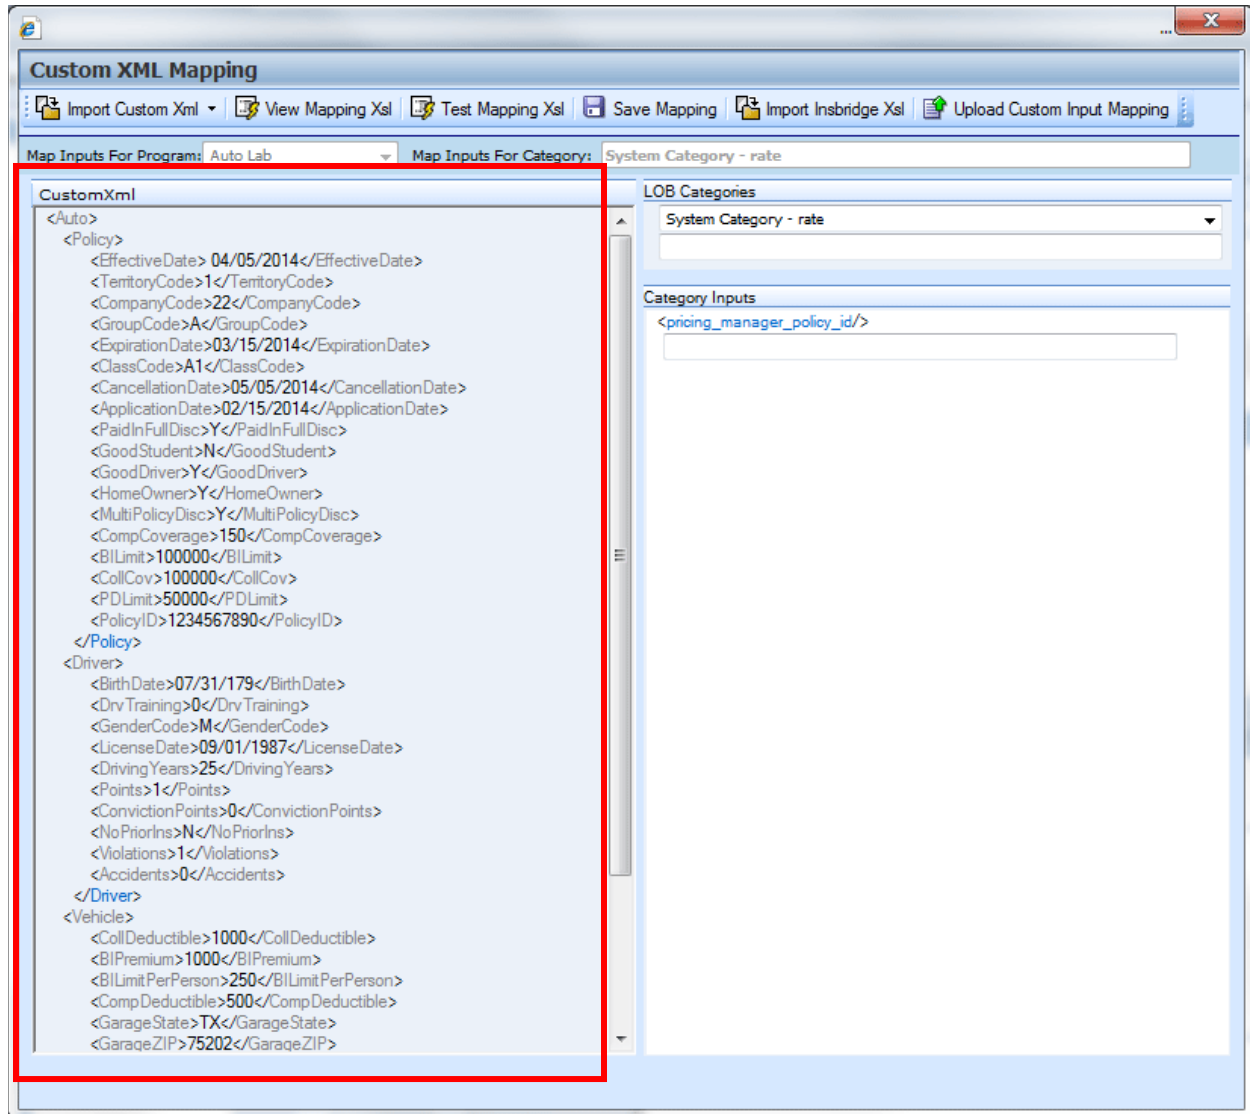 ...
X
Custom XML Mapping
Import Custom Xml View Mapping Xsl Test Mapping Xsl Save Mapping Import Insbridge Xsl Upload Custom Input Mapping
Map Inputs For Program: Auto Lab Map Inputs For Category: System Category - rate
CustomXml
<Auto>
<Policy>
<EffectiveDate> 04/05/2014</EffectiveDate>
<TerritoryCode>1</TerritoryCode>
<CompanyCode>22</CompanyCode>
<GroupCode>A</GroupCode>
<ExpirationDate>03/15/2014</ExpirationDate>
<ClassCode>A1</ClassCode>
<CancellationDate>05/05/2014</CancellationDate>
<ApplicationDate>02/15/2014</ApplicationDate>
<PaidInFullDisc>Y</PaidInFullDisc>
<GoodStudent>N</GoodStudent>
<GoodDriver>Y</GoodDriver>
<HomeOwner>Y</HomeOwner>
<MultiPolicyDisc>Y</MultiPolicyDisc>
<CompCoverage>150</CompCoverage>
<BILimit>100000</BILimit>
<CollCov>100000</CollCov>
<PDLimit>50000</PDLimit>
<PolicyID>1234567890</PolicyID>
</Policy>
<Driver>
<BirthDate>07/31/179</BirthDate>
<DrvTraining>0</DrvTraining>
<GenderCode>M</GenderCode>
<LicenseDate>09/01/1987</LicenseDate>
<DrivingYears>25</DrivingYears>
<Points>1</Points>
<ConvictionPoints>0</ConvictionPoints>
<NoPriorIns>N</NoPriorIns>
<Violations>1</Violations>
<Accidents>0</Accidents>
</Driver>
<Vehicle>
<CollDeductible>1000</CollDeductible>
<BIPremium>1000</BIPremium>
<BILimitPerPerson>250</BILimitPerPerson>
<CompDeductible>500</CompDeductible>
<GarageState>TX</GarageState>
<GarageZIP>75202</GarageZIP>
LOB Categories
System Category - rate
Category Inputs
<pricing_manager_policy_id/>